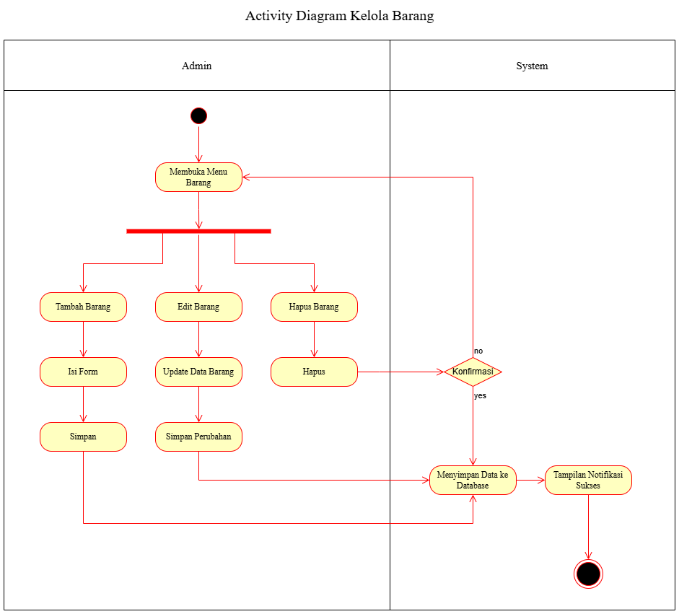 Activity Diagram Kelola Barang
Admin
System
Membuka Menu
Barang
Tambah Barang
Edit Barang
Hapus Barang
no
Isi Form
Update Data Barang
Hapus
Konfirmasi
yes
Simpan
Simpan Perubahan
Menyimpan Data ke
Database
Tampilan Notifikasi
Sukses